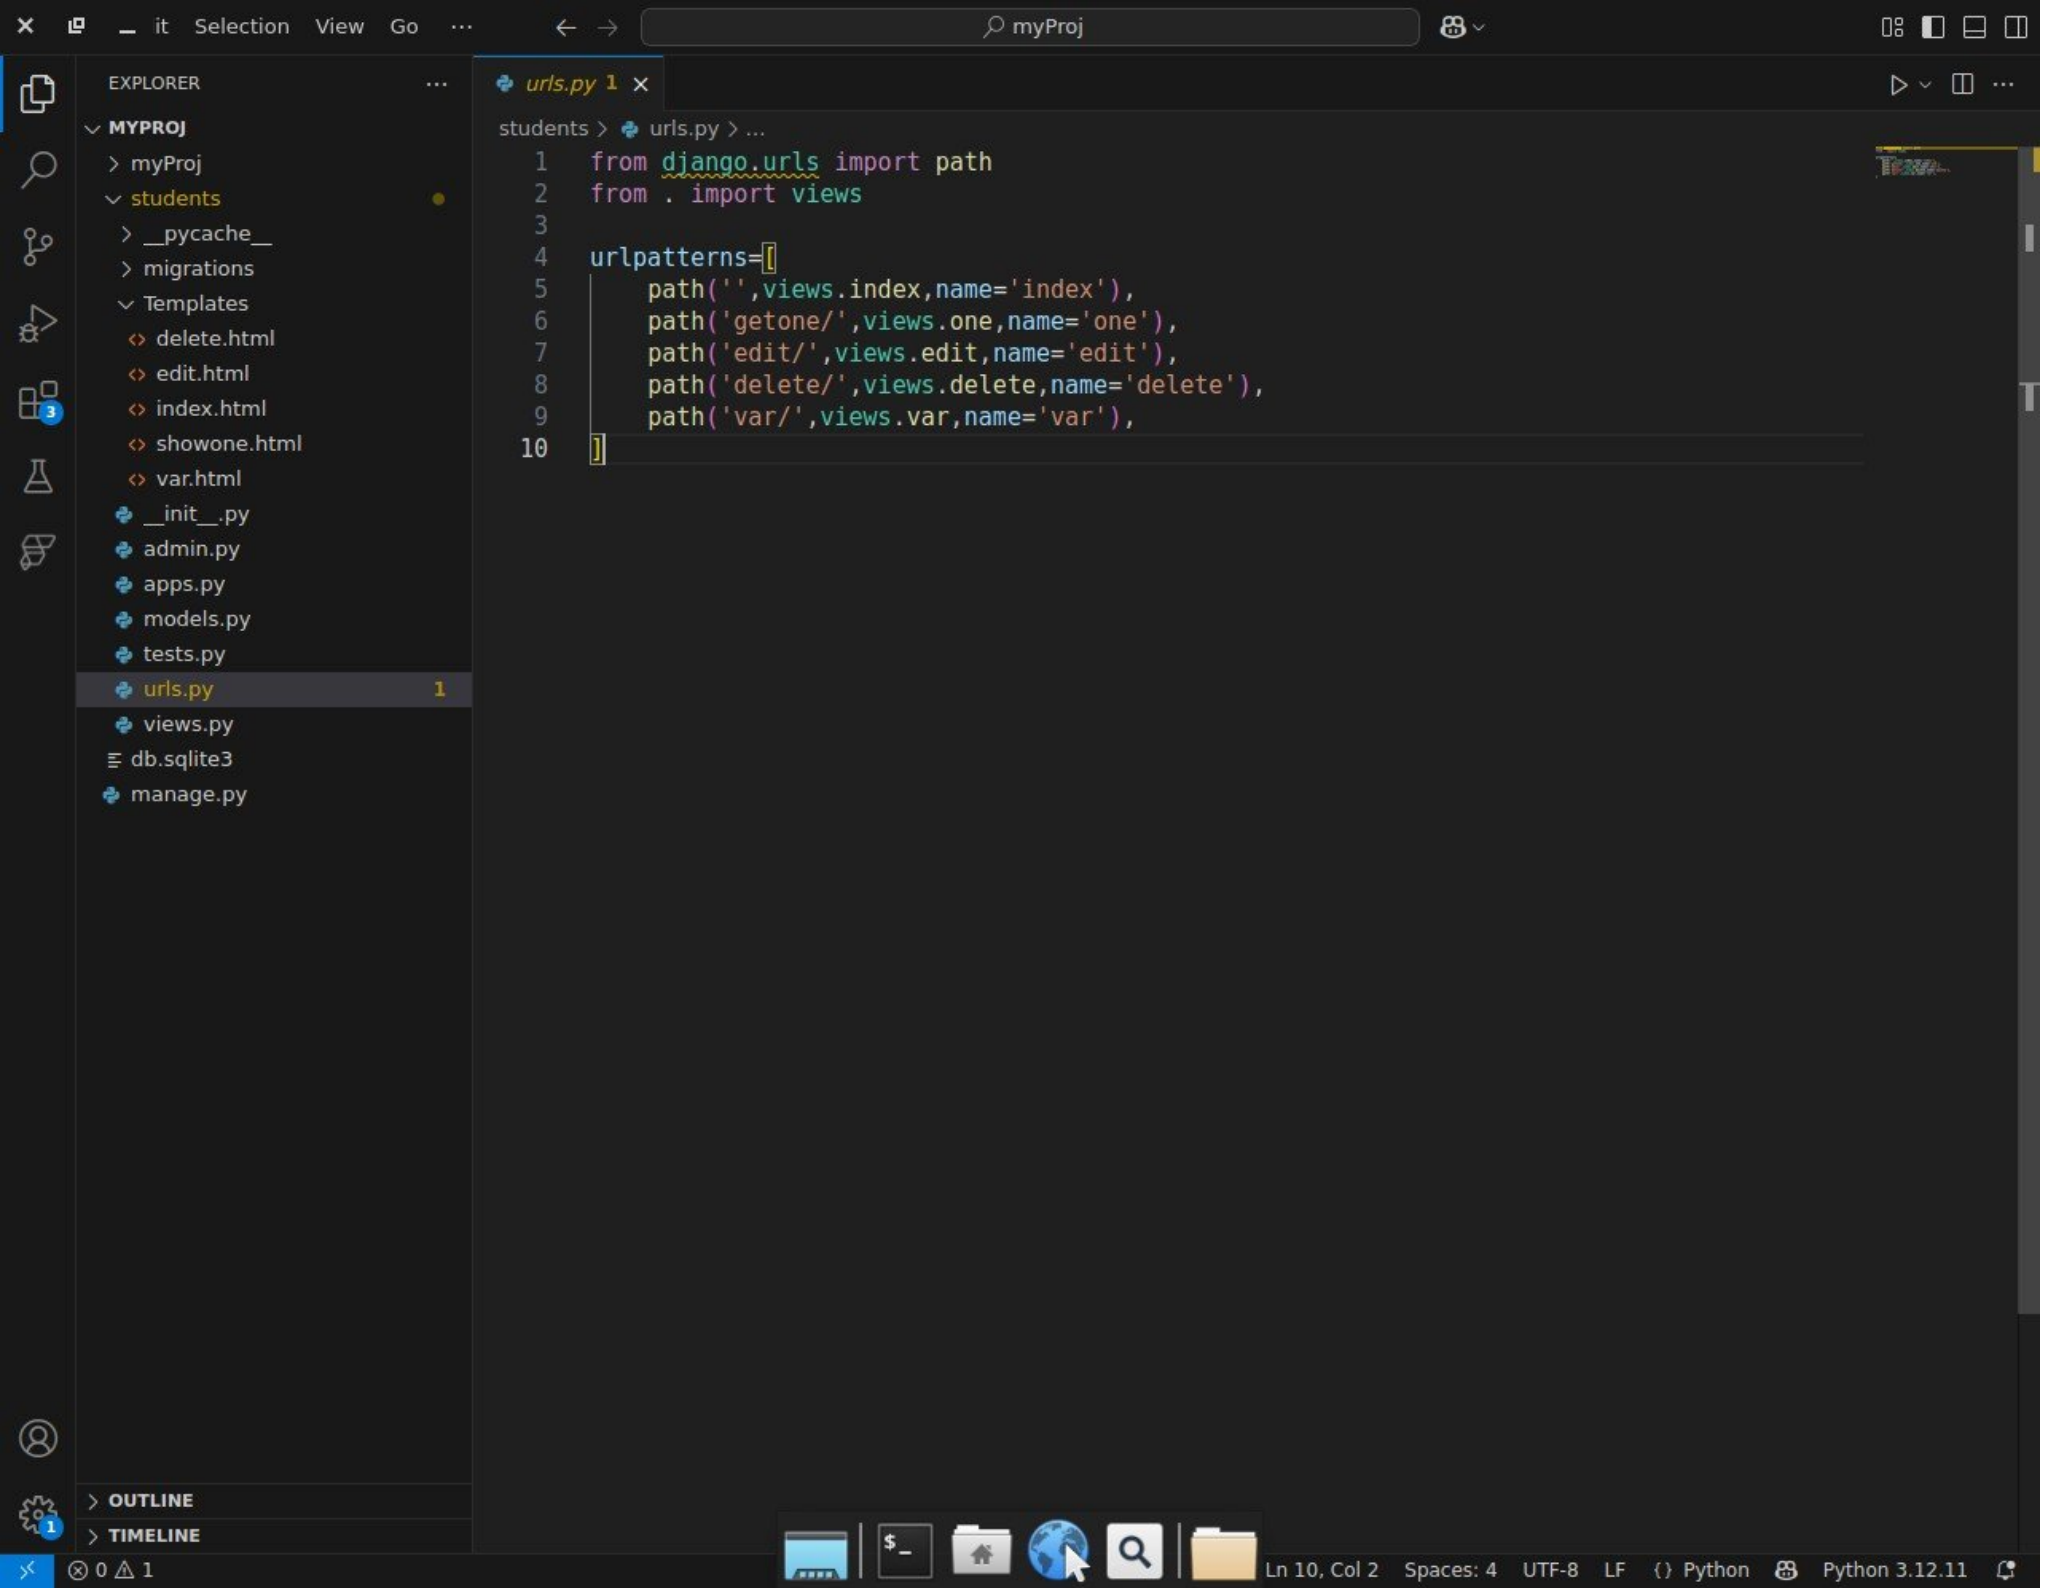 it Selection View Go ...
myProj
EXPLORER ...
MYPROJ
myProj
students
__pycache__
migrations
Templates
delete.html
edit.html
index.html
showone.html
var.html
__init__.py
admin.py
apps.py
models.py
tests.py
urls.py 1
views.py
db.sqlite3
manage.py
OUTLINE
TIMELINE
3
1
urls.py 1
students > urls.py > ...
1 from django.urls import path
2 from . import views
3
4 urlpatterns=[
5     path('',views.index,name='index'),
6     path('getone/',views.one,name='one'),
7     path('edit/',views.edit,name='edit'),
8     path('delete/',views.delete,name='delete'),
9     path('var/',views.var,name='var'),
10 ]
$_
0 1 Ln 10, Col 2 Spaces: 4 UTF-8 LF {} Python Python 3.12.11